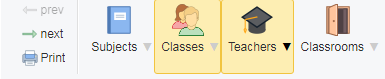 prev
next
Print
Subjects
Classes
Teachers
Classrooms